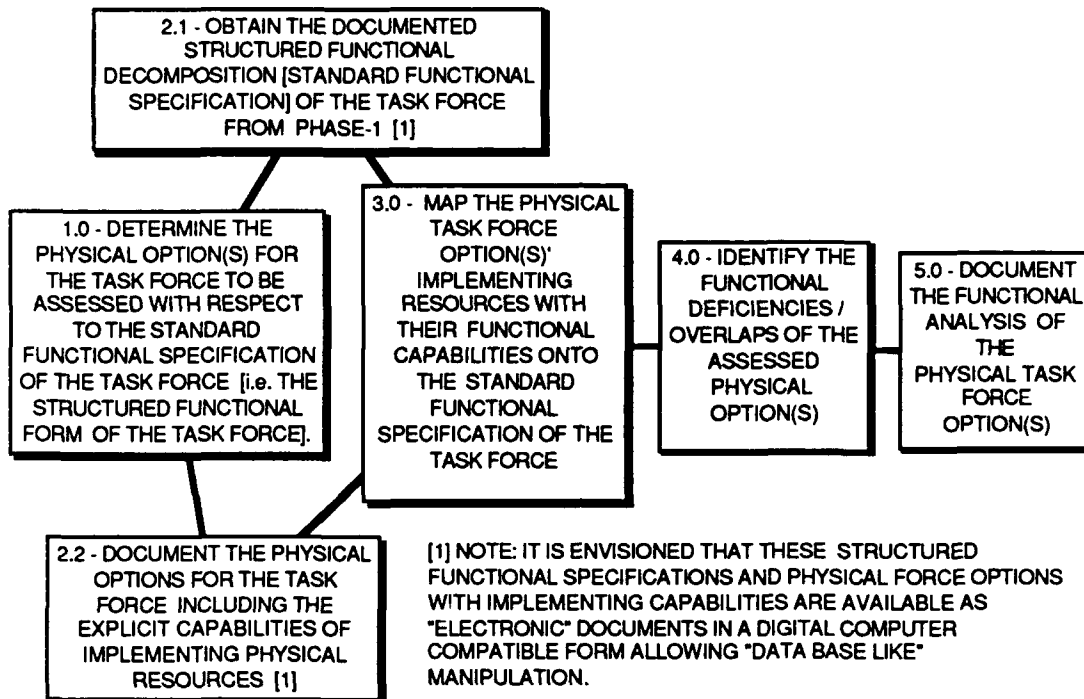 2.1 - OBTAIN THE DOCUMENTED
STRUCTURED FUNCTIONAL
DECOMPOSITION [STANDARD FUNCTIONAL
SPECIFICATION] OF THE TASK FORCE
FROM PHASE-1 [1]
1.0 - DETERMINE THE
PHYSICAL OPTION(S) FOR
THE TASK FORCE TO BE
ASSESSED WITH RESPECT
TO THE STANDARD
FUNCTIONAL SPECIFICATION
OF THE TASK FORCE [i.e. THE
STRUCTURED FUNCTIONAL
FORM OF THE TASK FORCE].
3.0 - MAP THE PHYSICAL
TASK FORCE
OPTION(S)'
IMPLEMENTING
RESOURCES WITH
THEIR FUNCTIONAL
CAPABILITIES ONTO
THE STANDARD
FUNCTIONAL
SPECIFICATION OF THE
TASK FORCE
4.0 - IDENTIFY THE
FUNCTIONAL
DEFICIENCIES /
OVERLAPS OF THE
ASSESSED
PHYSICAL
OPTION(S)
5.0 - DOCUMENT
THE FUNCTIONAL
ANALYSIS OF
THE
PHYSICAL TASK
FORCE
OPTION(S)
2.2 - DOCUMENT THE PHYSICAL
OPTIONS FOR THE TASK
FORCE INCLUDING THE
EXPLICIT CAPABILITIES OF
IMPLEMENTING PHYSICAL
RESOURCES [1]
[1] NOTE: IT IS ENVISIONED THAT THESE STRUCTURED
FUNCTIONAL SPECIFICATIONS AND PHYSICAL FORCE OPTIONS
WITH IMPLEMENTING CAPABILITIES ARE AVAILABLE AS
"ELECTRONIC" DOCUMENTS IN A DIGITAL COMPUTER
COMPATIBLE FORM ALLOWING "DATA BASE LIKE"
MANIPULATION.